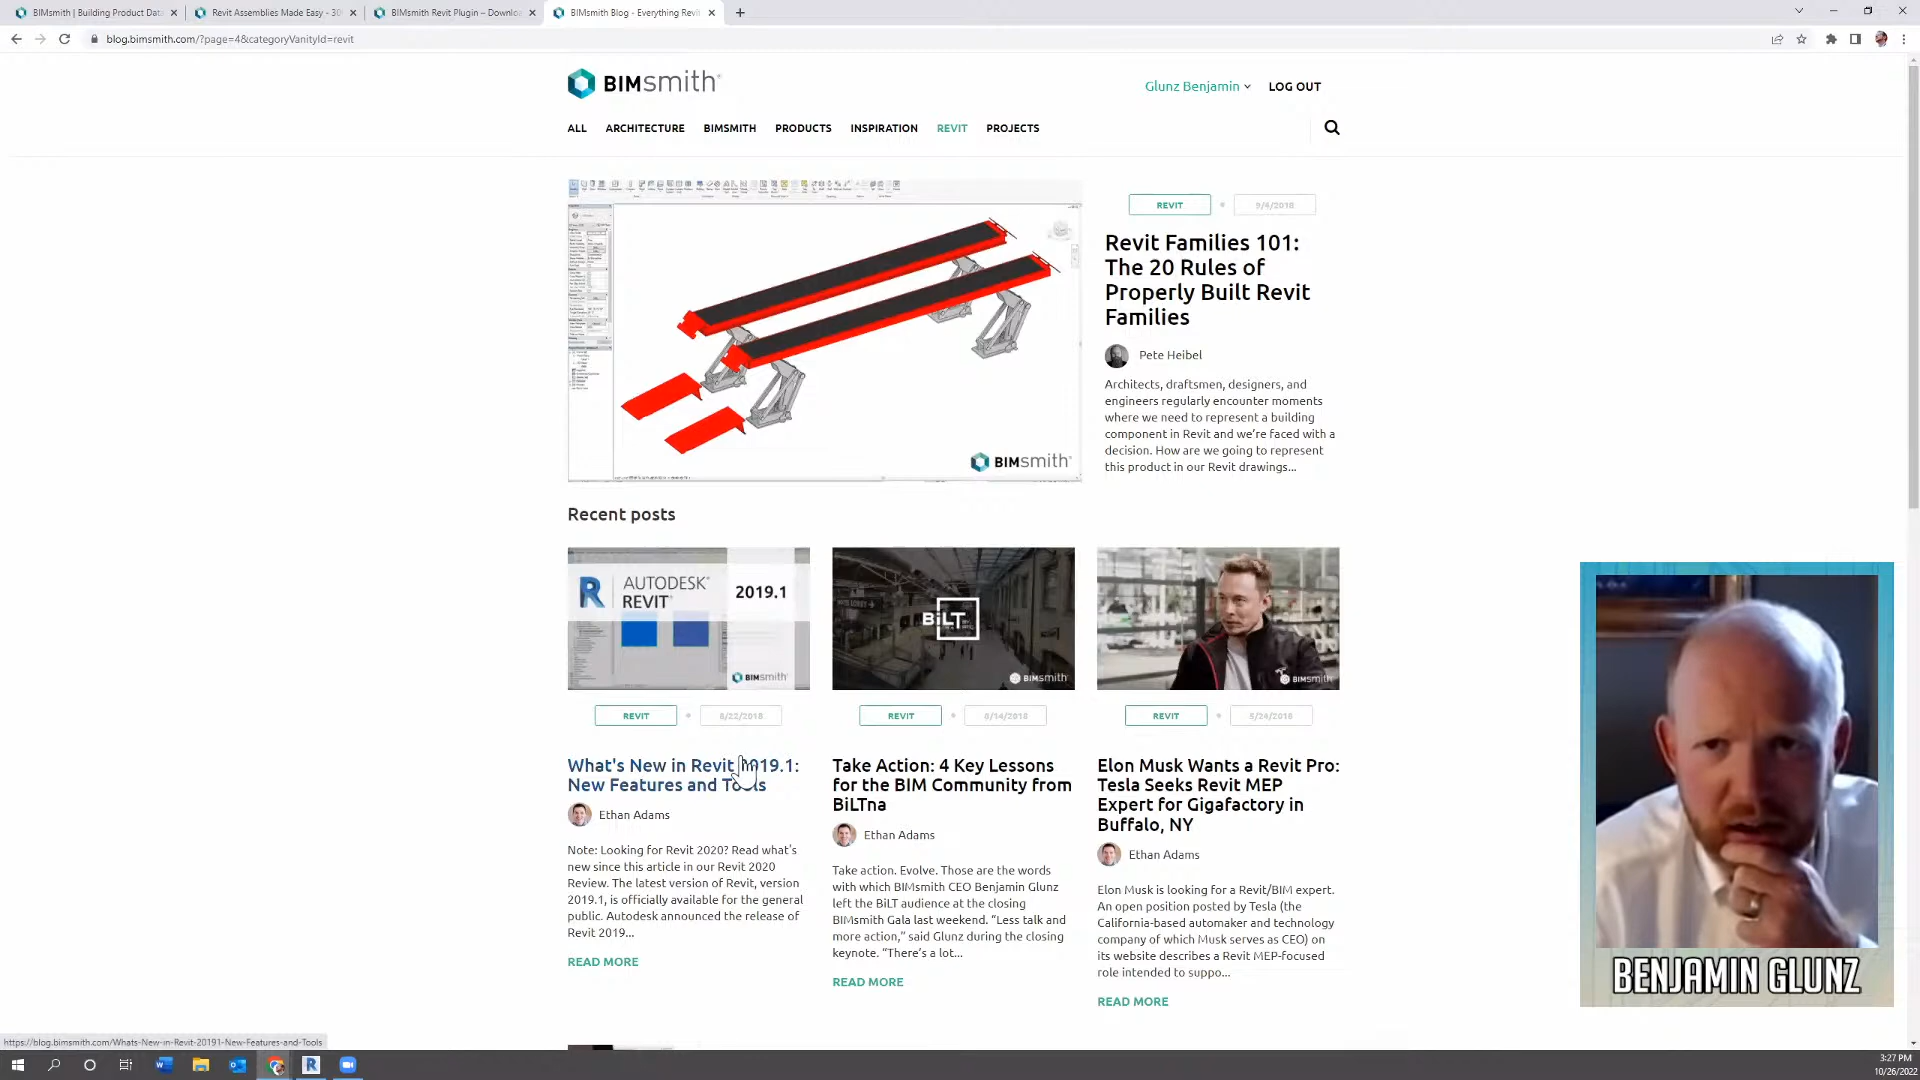 BIMsmith | Building Product Data
Revit Assemblies Made Easy - 30
BIMsmith Revit Plugin – Downloa
BIMsmith Blog - Everything Revit
blog.bimsmith.com/?page=4&categoryVanityId=revit
BIMsmith
Glunz Benjamin
LOG OUT
ALL
ARCHITECTURE
BIMSMITH
PRODUCTS
INSPIRATION
REVIT
PROJECTS
BIMsmith
REVIT
9/4/2018
Revit Families 101:
The 20 Rules of
Properly Built Revit
Families
Pete Heibel
Architects, draftsmen, designers, and
engineers regularly encounter moments
where we need to represent a building
component in Revit and we’re faced with a
decision. How are we going to represent
this product in our Revit drawings...
Recent posts
R
AUTODESK®
REVIT®
2019.1
BIMsmith
REVIT
8/22/2018
What's New in Revit 2019.1:
New Features and Tools
Ethan Adams
Note: Looking for Revit 2020? Read what's
new since this article in our Revit 2020
Review. The latest version of Revit, version
2019.1, is officially available for the general
public. Autodesk announced the release of
Revit 2019...
READ MORE
BiLT
BIMsmith
REVIT
8/14/2018
Take Action: 4 Key Lessons
for the BIM Community from
BiLTna
Ethan Adams
Take action. Evolve. Those are the words
with which BIMsmith CEO Benjamin Glunz
left the BiLT audience at the closing
BIMsmith Gala last weekend. “Less talk and
more action,” said Glunz during the closing
keynote. “There’s a lot...
READ MORE
BIMsmith
REVIT
5/24/2018
Elon Musk Wants a Revit Pro:
Tesla Seeks Revit MEP
Expert for Gigafactory in
Buffalo, NY
Ethan Adams
Elon Musk is looking for a Revit/BIM expert.
An open position posted by Tesla (the
California-based automaker and technology
company of which Musk serves as CEO) on
its website describes a Revit MEP-focused
role intended to suppo...
READ MORE
BENJAMIN GLUNZ
https://blog.bimsmith.com/Whats-New-in-Revit-20191-New-Features-and-Tools
3:27 PM
10/26/2022